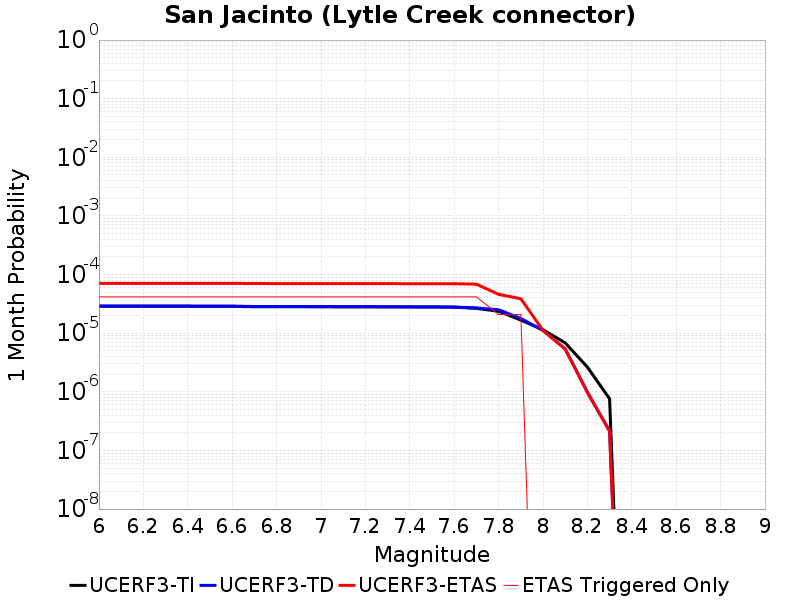 San Jacinto (Lytle Creek connector)
10^0
10^-1
10^-2
10^-3
10^-4
10^-5
10^-6
10^-7
10^-8
1 Month Probability
6 6.2 6.4 6.6 6.8 7 7.2 7.4 7.6 7.8 8 8.2 8.4 8.6 8.8 9
Magnitude
UCERF3-TI UCERF3-TD UCERF3-ETAS ETAS Triggered Only